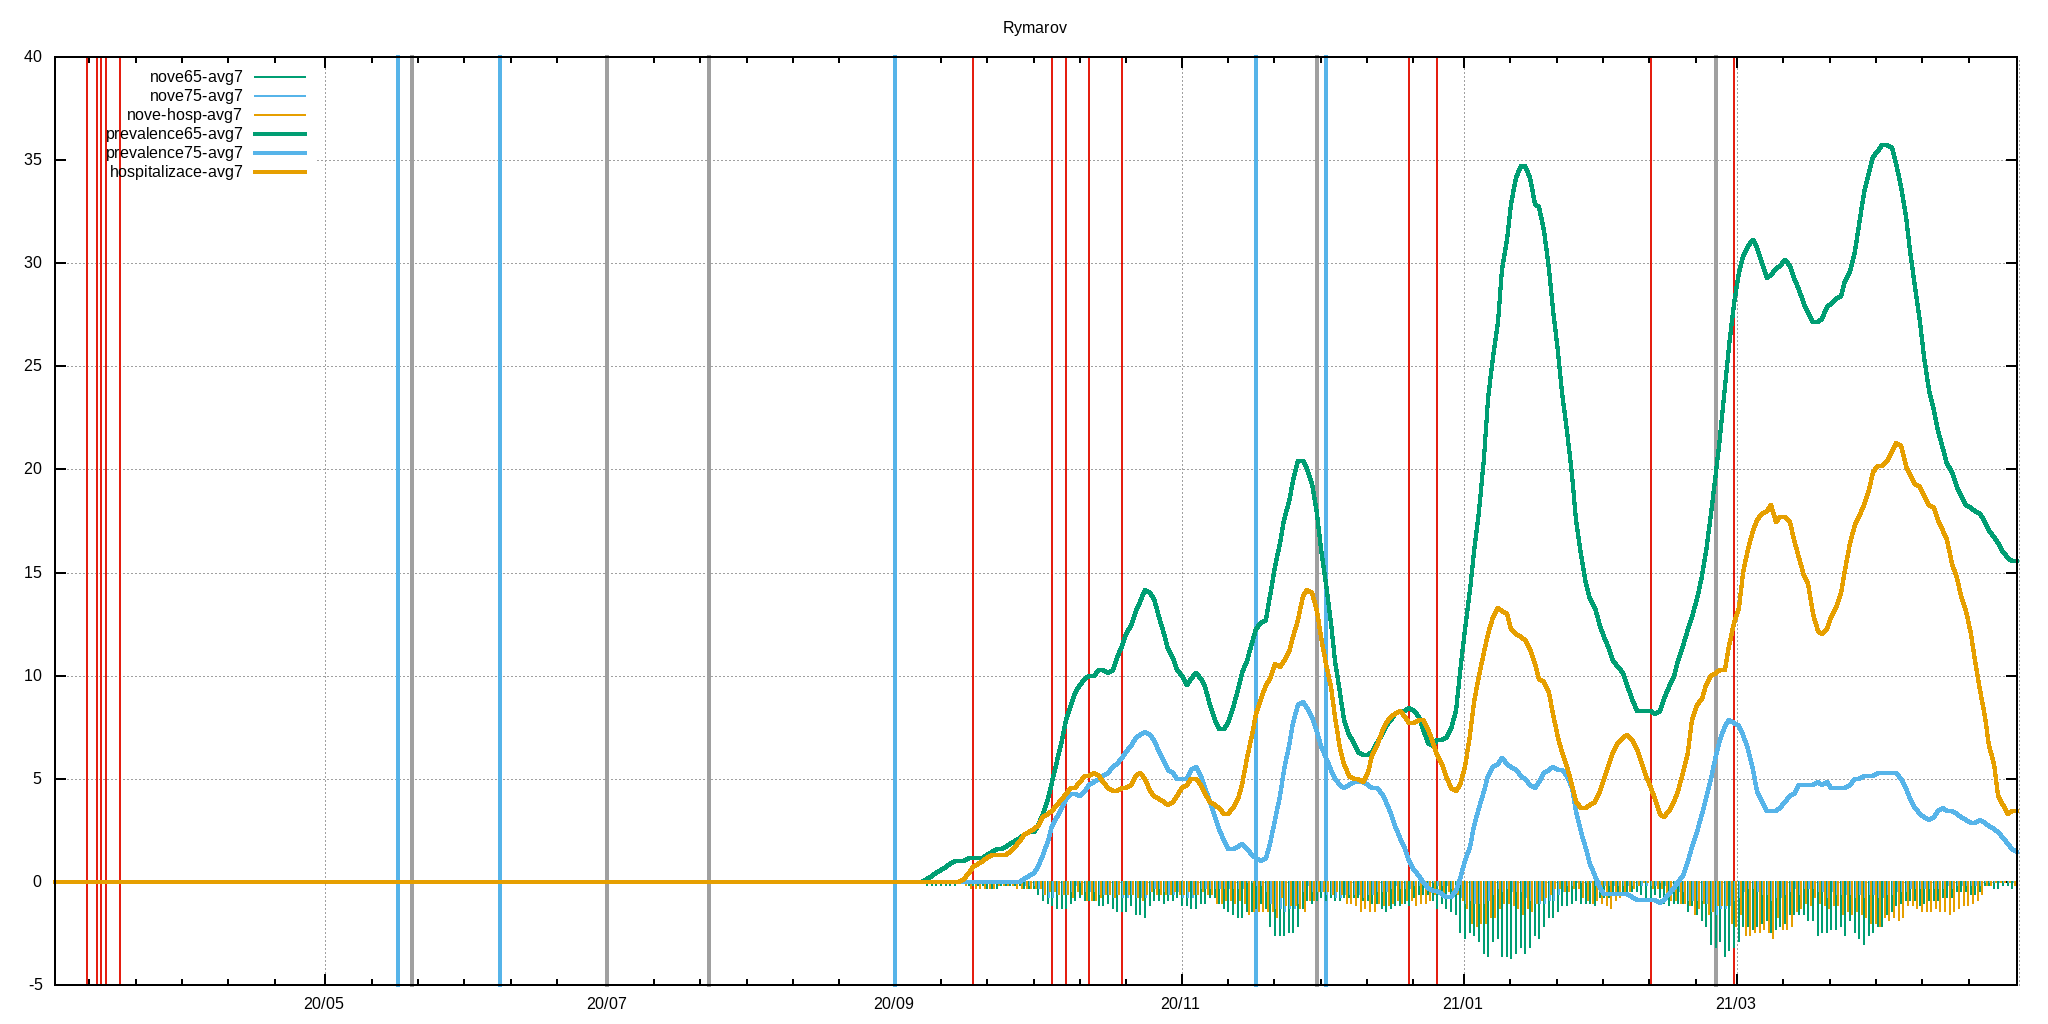 Rymarov
40
nove65-avg7
nove75-avg7
nove-hosp-avg7
prevalence65-avg7
prevalence75-avg7
hospitalizace-avg7
35
30
25
20
15
10
5
0
-5
20/05 20/07 20/09 20/11 21/01 21/03